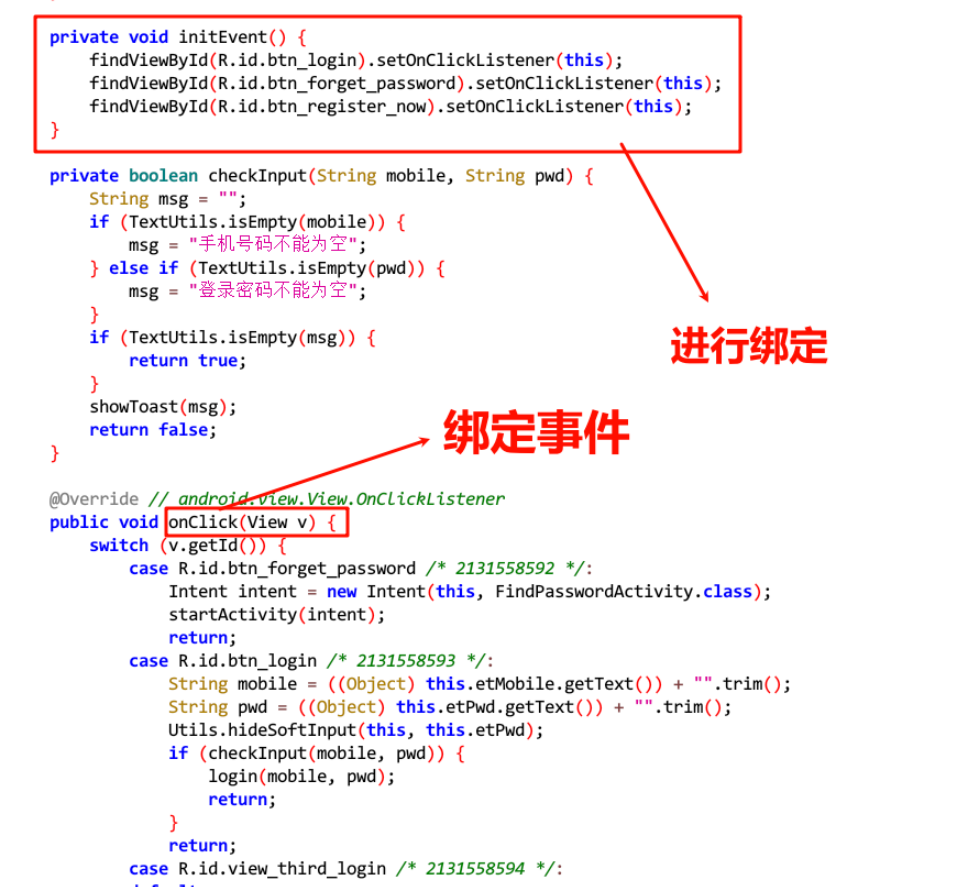 private void initEvent() {
findViewById(R.id.btn_login).setOnClickListener(this);
findViewById(R.id.btn_forget_password).setOnClickListener(this);
findViewById(R.id.btn_register_now).setOnClickListener(this);
}
private boolean checkInput(String mobile, String pwd) {
String msg = "";
if (TextUtils.isEmpty(mobile)) {
msg = "手机号码不能为空";
} else if (TextUtils.isEmpty(pwd)) {
msg = "登录密码不能为空";
}
if (TextUtils.isEmpty(msg)) {
return true;
}
进行绑定
showToast(msg);
return false;
}
绑定事件
@Override // android.view.View.OnClickListener
public void onClick(View v) {
switch (v.getId()) {
case R.id.btn_forget_password /* 2131558592 */:
Intent intent = new Intent(this, FindPasswordActivity.class);
startActivity(intent);
return;
case R.id.btn_login /* 2131558593 */:
String mobile = ((Object) this.etMobile.getText()) + "".trim();
String pwd = ((Object) this.etPwd.getText()) + "".trim();
Utils.hideSoftInput(this, this.etPwd);
if (checkInput(mobile, pwd)) {
login(mobile, pwd);
return;
}
return;
case R.id.view_third_login /* 2131558594 */: